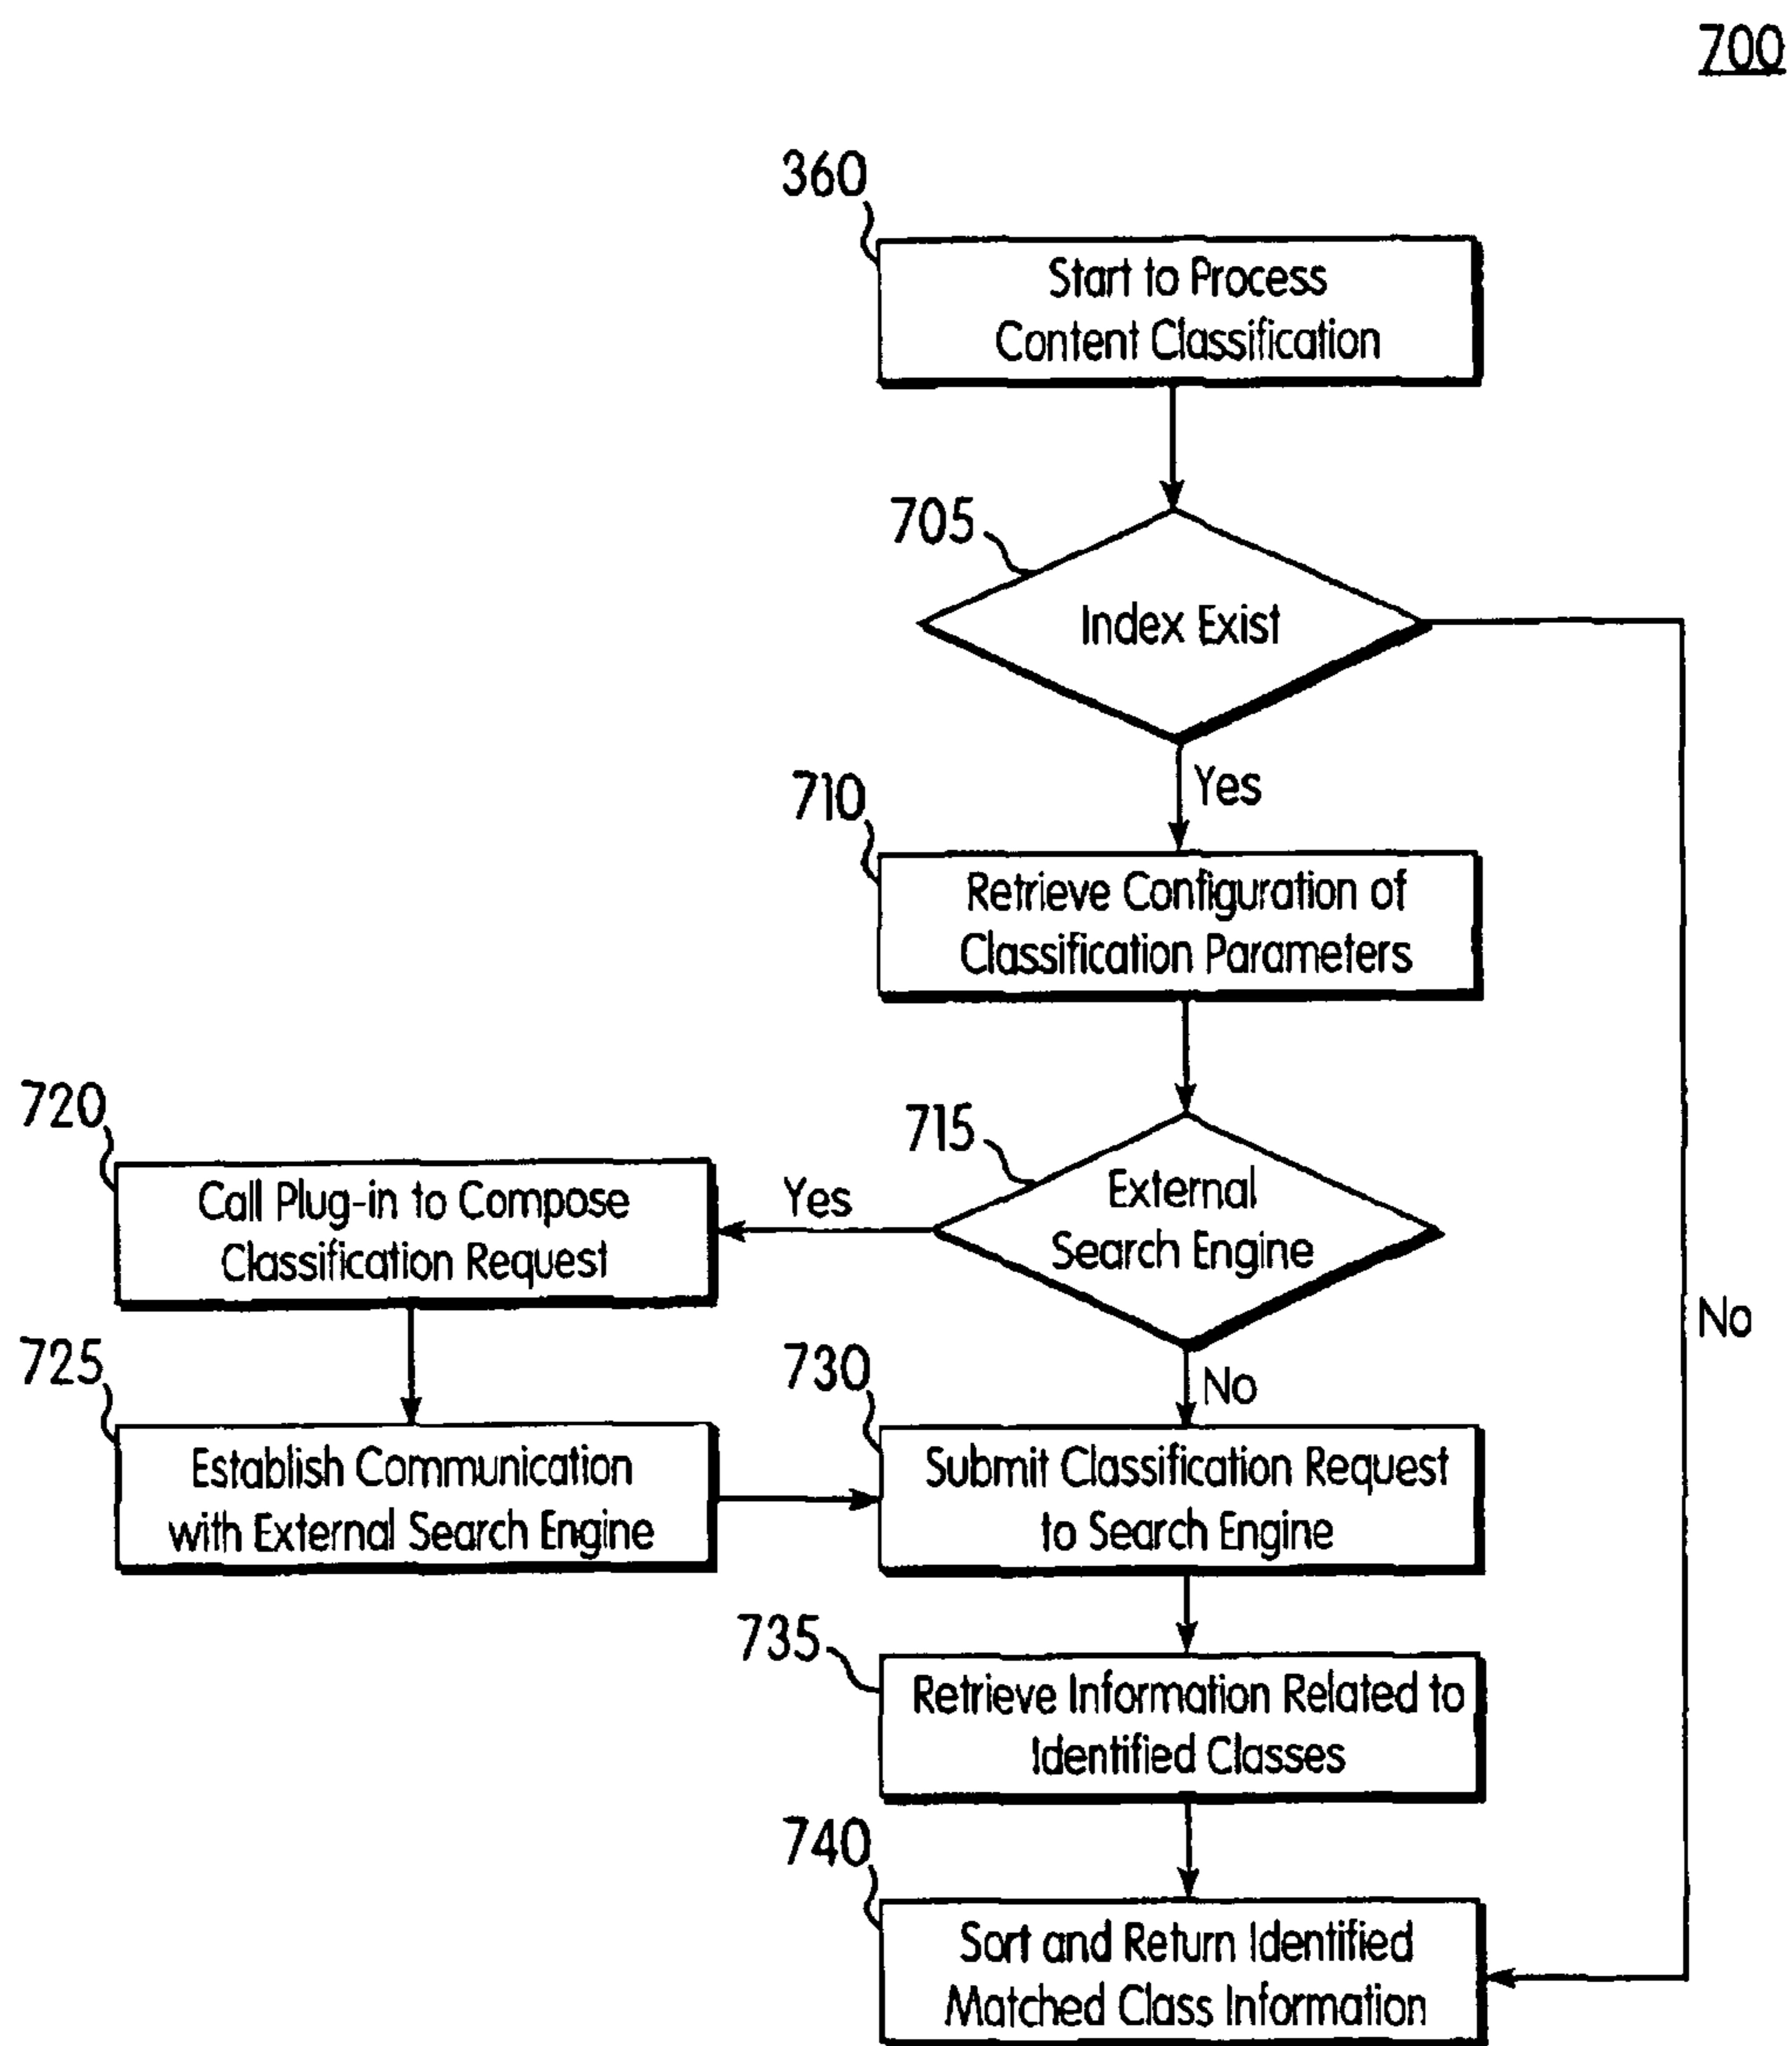 700
360
Start to Process
Content Classification
705
Index Exist
Yes
710
Retrieve Configuration of
Classification Parameters
715
External
Search Engine
Yes
720
Call Plug-in to Compose
Classification Request
No
No
725
Establish Communication
with External Search Engine
730
Submit Classification Request
to Search Engine
735
Retrieve Information Related to
Identified Classes
740
Sort and Return Identified
Matched Class Information